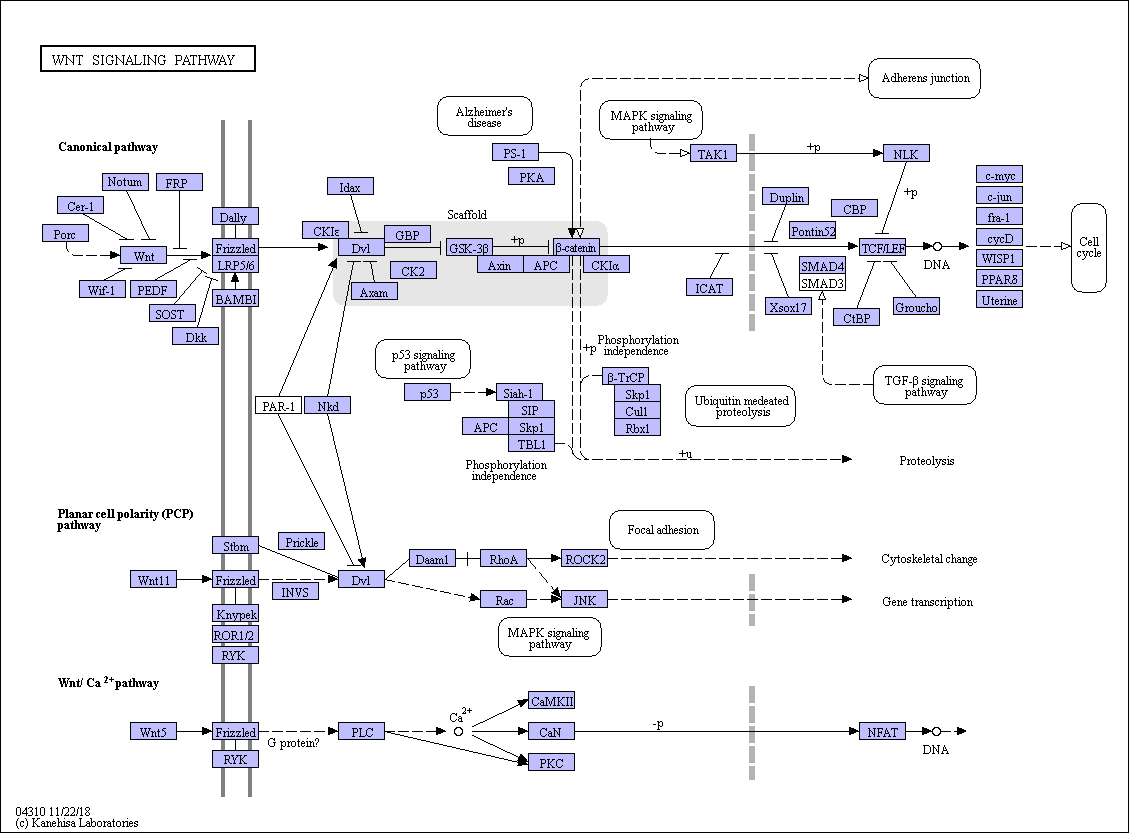 WNT SIGNALING PATHWAY
Adherens junction
Alzheimer's
disease
MAPK signaling
pathway
Canonical pathway
PS-1
PKA
TAK1
+p
NLK
Notum
FRP
Cer-1
Porc
Wnt
Wif-1
PEDF
SOST
Dkk
Dally
Frizzled
LRP5/6
BAMBI
Idax
Scaffold
CKIε
Dvl
GBP
CK2
Axam
GSK-3β
+p
β-catenin
Axin
APC
CKIα
ICAT
Duplin
CBP
Pontin52
+p
TCF/LEF
SMAD4
SMAD3
Xsox17
CtBP
Groucho
DNA
c-myc
c-jun
fra-1
cycD
WISP1
PPARδ
Uterine
Cell
cycle
p53 signaling
pathway
+p
Phosphorylation
independence
TGF-β signaling
pathway
PAR-1
Nkd
p53
Siah-1
SIP
APC
Skp1
TBL1
Phosphorylation
independence
β-TrCP
Skp1
Cul1
Rbx1
Ubiquitin medeated
proteolysis
+u
Proteolysis
Planar cell polarity (PCP)
pathway
Stbm
Prickle
Wnt11
Frizzled
INVS
Dvl
Knypek
ROR1/2
RYK
Daam1
RhoA
ROCK2
Focal adhesion
Cytoskeletal change
Rac
JNK
Gene transcription
MAPK signaling
pathway
Wnt/ Ca 2+ pathway
Wnt5
Frizzled
RYK
G protein?
PLC
Ca2+
CaMKII
CaN
PKC
-p
NFAT
DNA
04310 11/22/18
(c) Kanehisa Laboratories